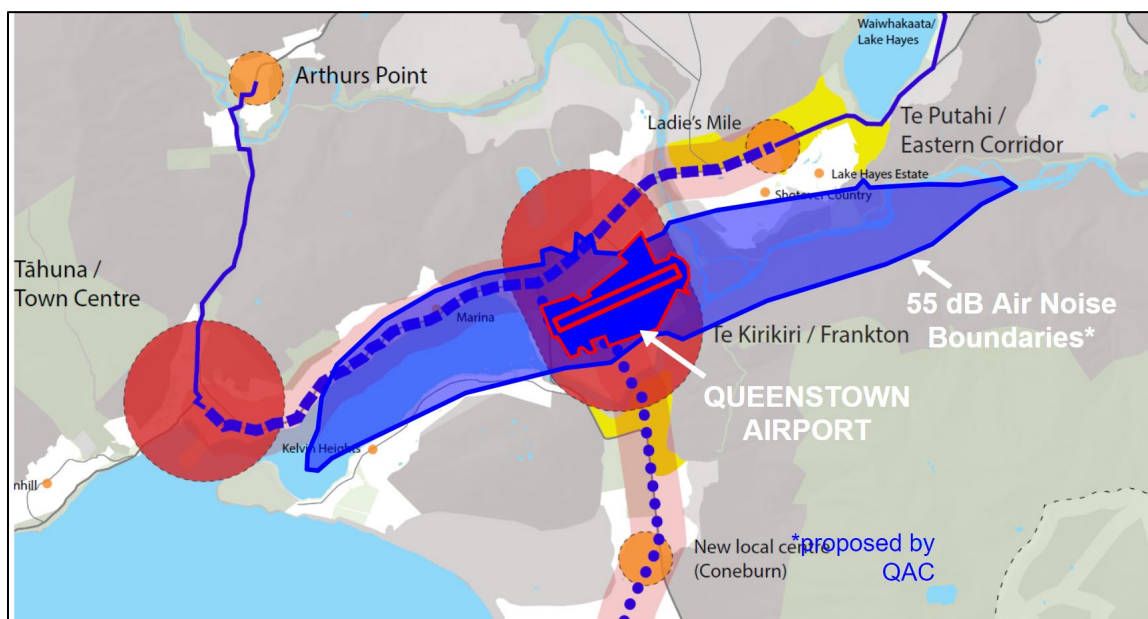 Waiwhakaata/
Lake Hayes
Arthurs Point
Ladie's Mile
Te Putahi /
Eastern Corridor
Lake Hayes Estate
Shotover Country
Tāhuna /
Town Centre
Marina
55 dB Air Noise
Boundaries*
Te Kirikiri / Frankton
QUEENSTOWN
AIRPORT
Kelvin Heights
nhill
New local centre
(Coneburn)
*proposed by
QAC